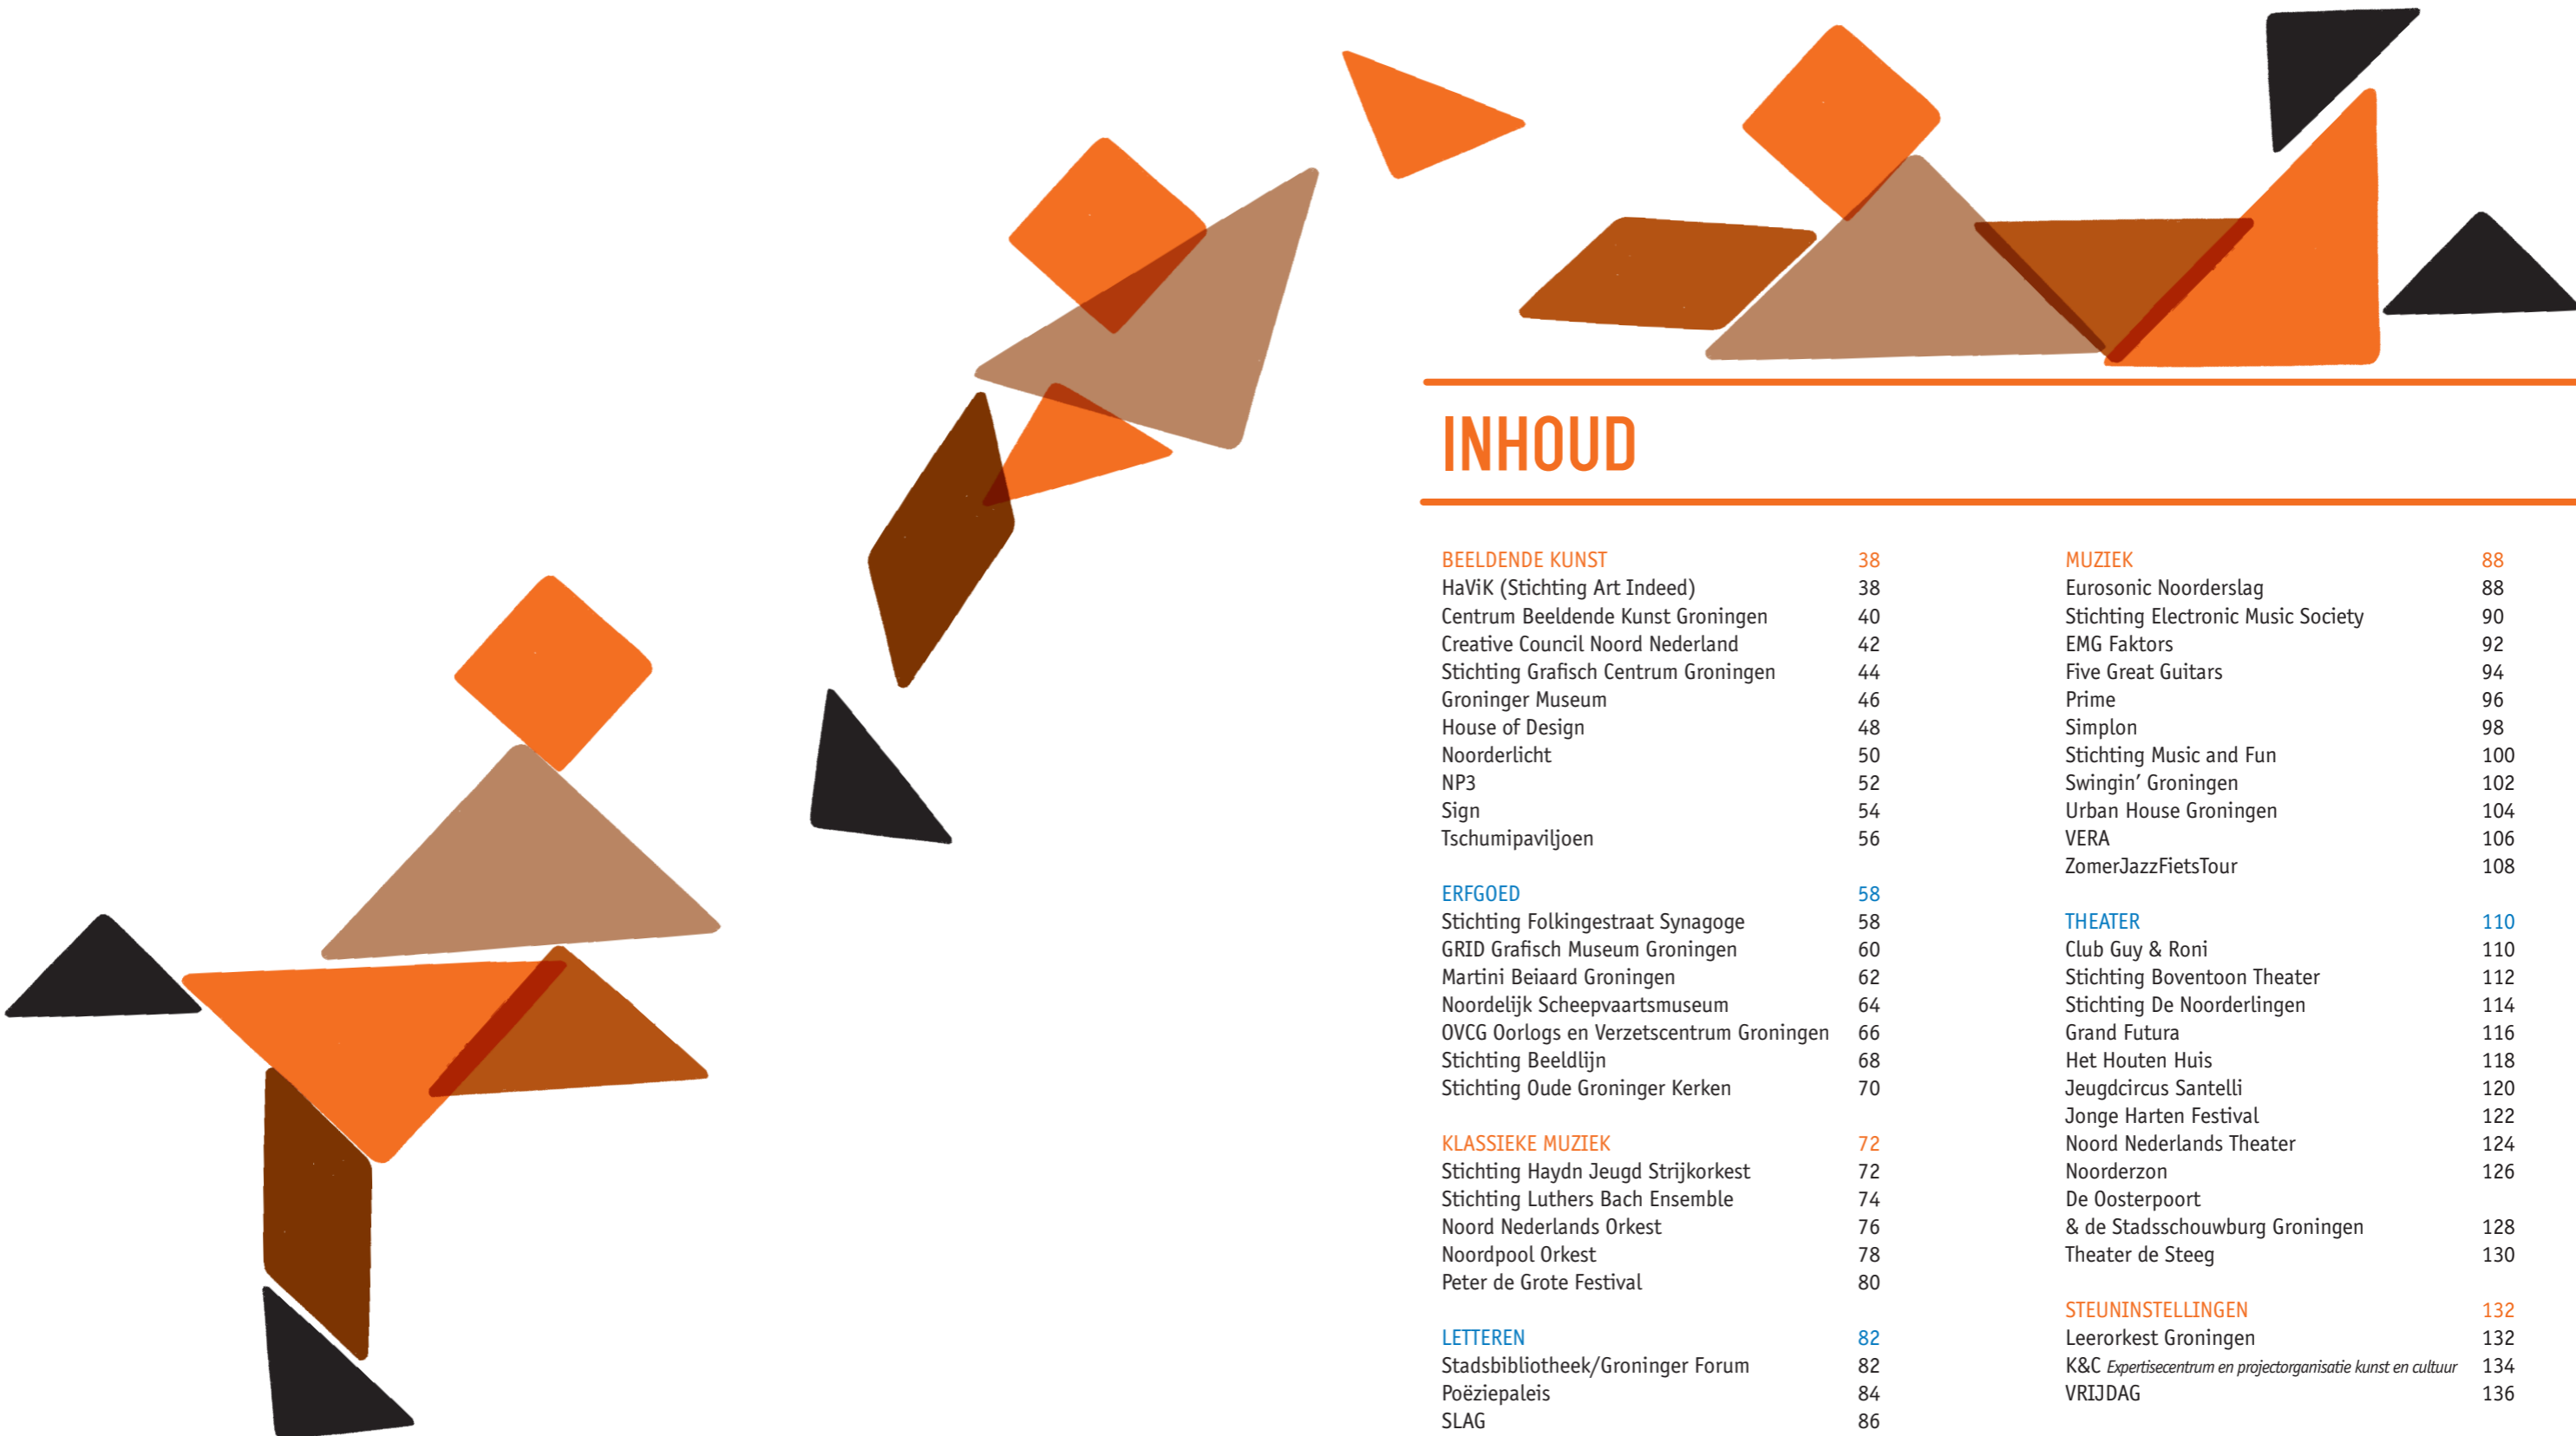 INHOUD
BEELDENDE KUNST 38
HaViK (Stichting Art Indeed) 38
Centrum Beeldende Kunst Groningen 40
Creative Council Noord Nederland 42
Stichting Grafisch Centrum Groningen 44
Groninger Museum 46
House of Design 48
Noorderlicht 50
NP3 52
Sign 54
Tschumipaviljoen 56
ERFGOED 58
Stichting Folkingestraat Synagoge 58
GRID Grafisch Museum Groningen 60
Martini Beiaard Groningen 62
Noordelijk Scheepvaartsmuseum 64
OVCG Oorlogs en Verzetscentrum Groningen 66
Stichting Beeldlijn 68
Stichting Oude Groninger Kerken 70
KLASSIEKE MUZIEK 72
Stichting Haydn Jeugd Strijkorkest 72
Stichting Luthers Bach Ensemble 74
Noord Nederlands Orkest 76
Noordpool Orkest 78
Peter de Grote Festival 80
LETTEREN 82
Stadsbibliotheek/Groninger Forum 82
Poëziepaleis 84
SLAG 86
MUZIEK 88
Eurosonic Noorderslag 88
Stichting Electronic Music Society 90
EMG Faktors 92
Five Great Guitars 94
Prime 96
Simplon 98
Stichting Music and Fun 100
Swingin’ Groningen 102
Urban House Groningen 104
VERA 106
ZomerJazzFietsTour 108
THEATER 110
Club Guy & Roni 110
Stichting Boventoon Theater 112
Stichting De Noorderlingen 114
Grand Futura 116
Het Houten Huis 118
Jeugdcircus Santelli 120
Jonge Harten Festival 122
Noord Nederlands Theater 124
Noorderzon 126
De Oosterpoort
& de Stadsschouwburg Groningen 128
Theater de Steeg 130
STEUNINSTELLINGEN 132
Leerorkest Groningen 132
K&C Expertisecentrum en projectorganisatie kunst en cultuur 134
VRIJDAG 136